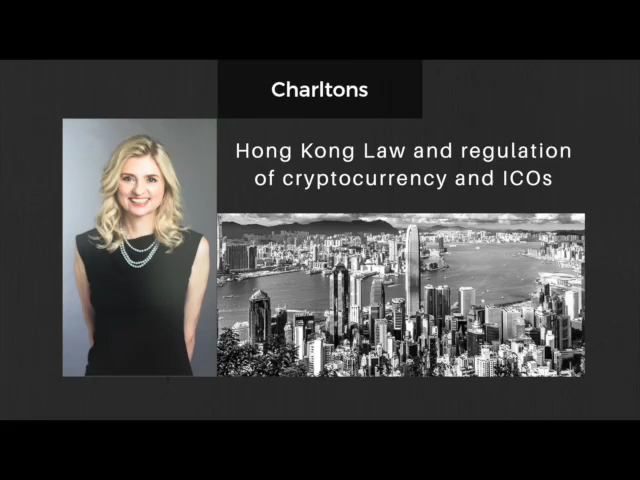 Charltons
Hong Kong Law and regulation
of cryptocurrency and ICOs